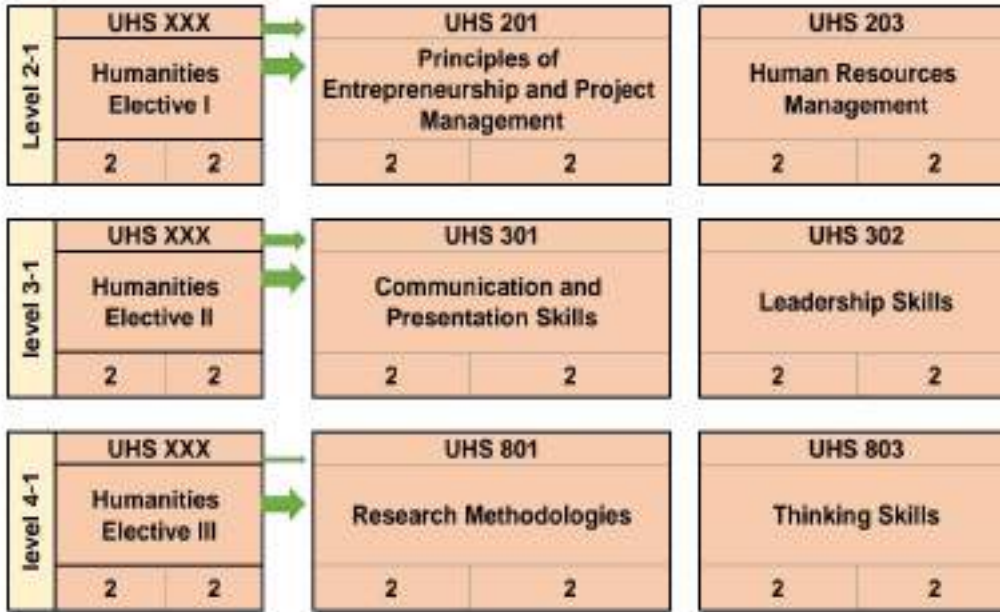 Level 2-1
UHS XXX
Humanities
Elective I
2 2
UHS 201
Principles of
Entrepreneurship and Project
Management
2 2
UHS 203
Human Resources
Management
2 2
level 3-1
UHS XXX
Humanities
Elective II
2 2
UHS 301
Communication and
Presentation Skills
2 2
UHS 302
Leadership Skills
2 2
level 4-1
UHS XXX
Humanities
Elective III
2 2
UHS 801
Research Methodologies
2 2
UHS 803
Thinking Skills
2 2